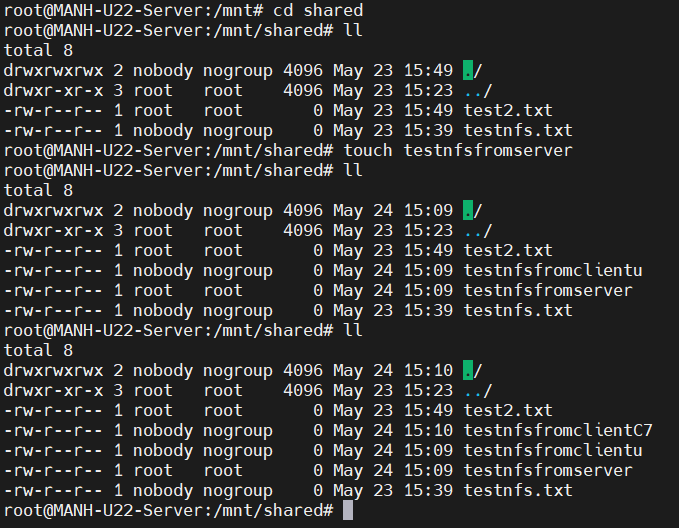 root@MANH-U22-Server:/mnt# cd shared
root@MANH-U22-Server:/mnt/shared# ll
total 8
drwxrwxrwx 2 nobody nogroup 4096 May 23 15:49 ./
drwxr-xr-x 3 root   root    4096 May 23 15:23 ../
-rw-r--r-- 1 root   root       0 May 23 15:49 test2.txt
-rw-r--r-- 1 nobody nogroup    0 May 23 15:39 testnfs.txt
root@MANH-U22-Server:/mnt/shared# touch testnfsfromserver
root@MANH-U22-Server:/mnt/shared# ll
total 8
drwxrwxrwx 2 nobody nogroup 4096 May 24 15:09 ./
drwxr-xr-x 3 root   root    4096 May 23 15:23 ../
-rw-r--r-- 1 root   root       0 May 23 15:49 test2.txt
-rw-r--r-- 1 nobody nogroup    0 May 24 15:09 testnfsfromclientu
-rw-r--r-- 1 root   root       0 May 24 15:09 testnfsfromserver
-rw-r--r-- 1 nobody nogroup    0 May 23 15:39 testnfs.txt
root@MANH-U22-Server:/mnt/shared# ll
total 8
drwxrwxrwx 2 nobody nogroup 4096 May 24 15:10 ./
drwxr-xr-x 3 root   root    4096 May 23 15:23 ../
-rw-r--r-- 1 root   root       0 May 23 15:49 test2.txt
-rw-r--r-- 1 nobody nogroup    0 May 24 15:10 testnfsfromclientC7
-rw-r--r-- 1 nobody nogroup    0 May 24 15:09 testnfsfromclientu
-rw-r--r-- 1 root   root       0 May 24 15:09 testnfsfromserver
-rw-r--r-- 1 nobody nogroup    0 May 23 15:39 testnfs.txt
root@MANH-U22-Server:/mnt/shared#